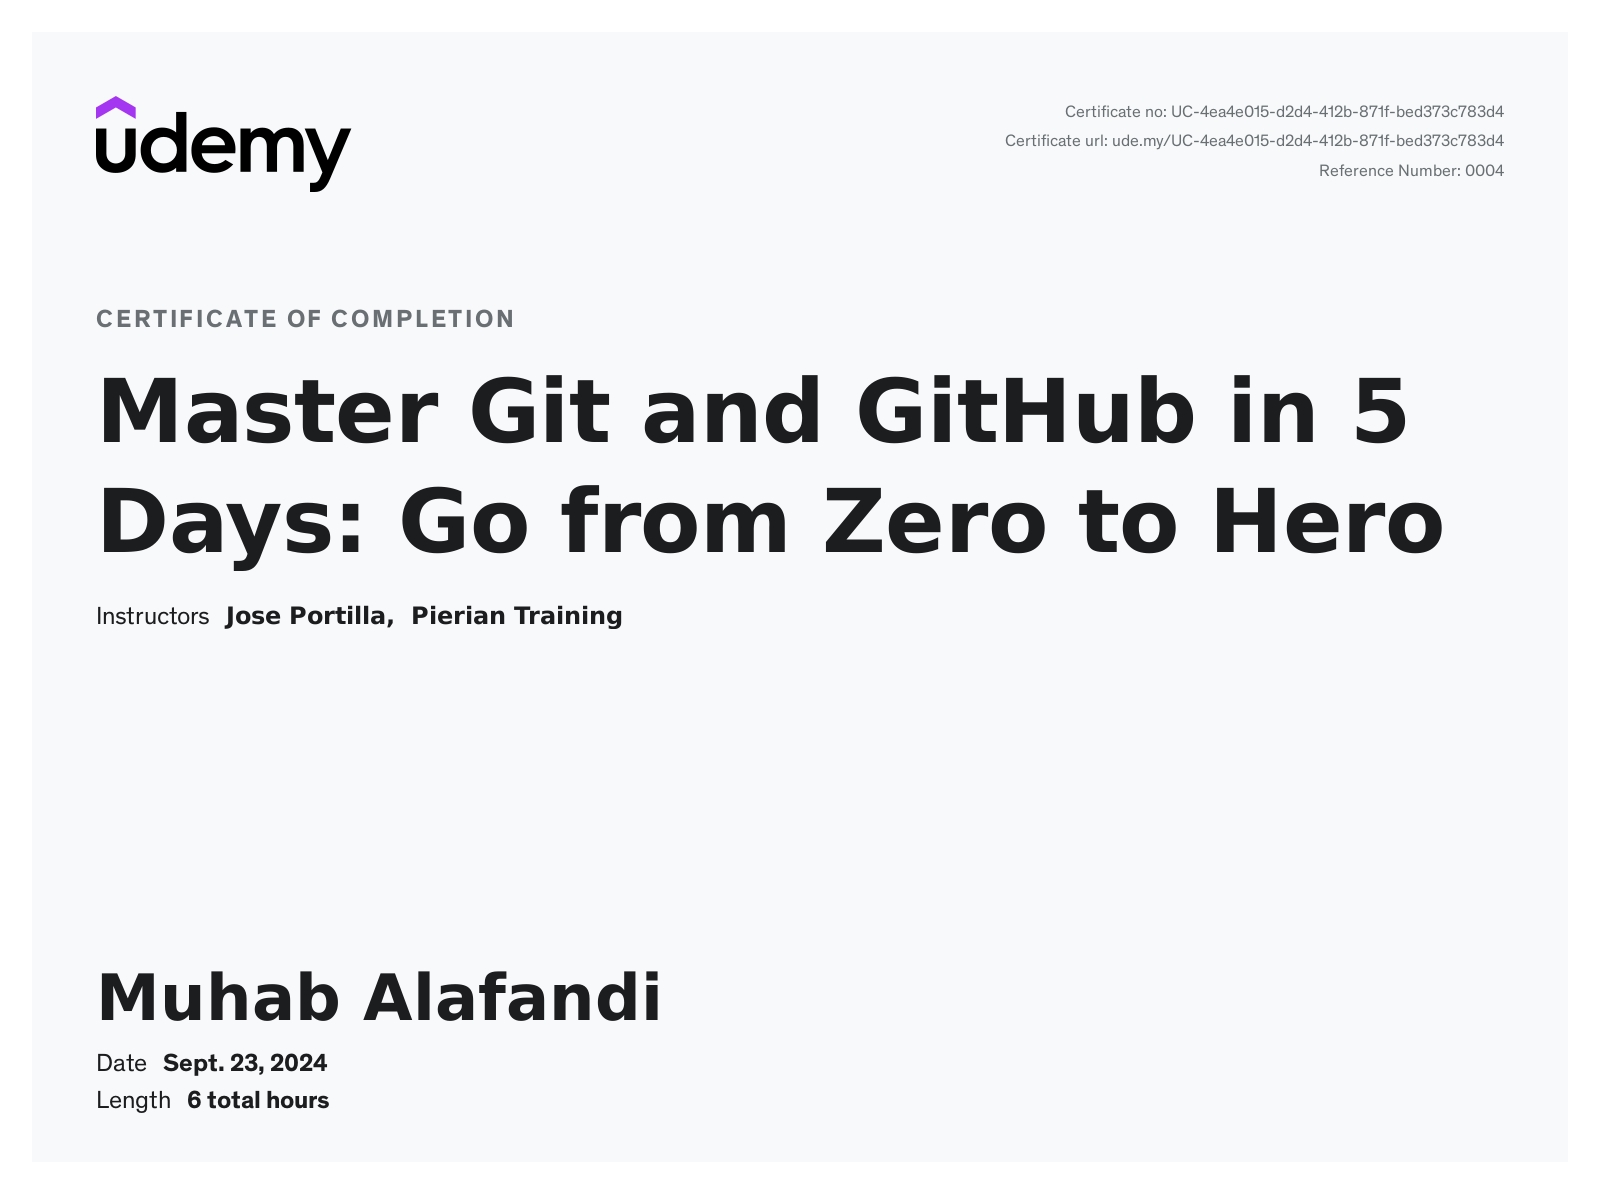 udemy
Certificate no: UC-4ea4e015-d2d4-412b-871f-bed373c783d4
Certificate url: ude.my/UC-4ea4e015-d2d4-412b-871f-bed373c783d4
Reference Number: 0004
CERTIFICATE OF COMPLETION
Master Git and GitHub in 5
Days: Go from Zero to Hero
Instructors Jose Portilla, Pierian Training
Muhab Alafandi
Date Sept. 23, 2024
Length 6 total hours